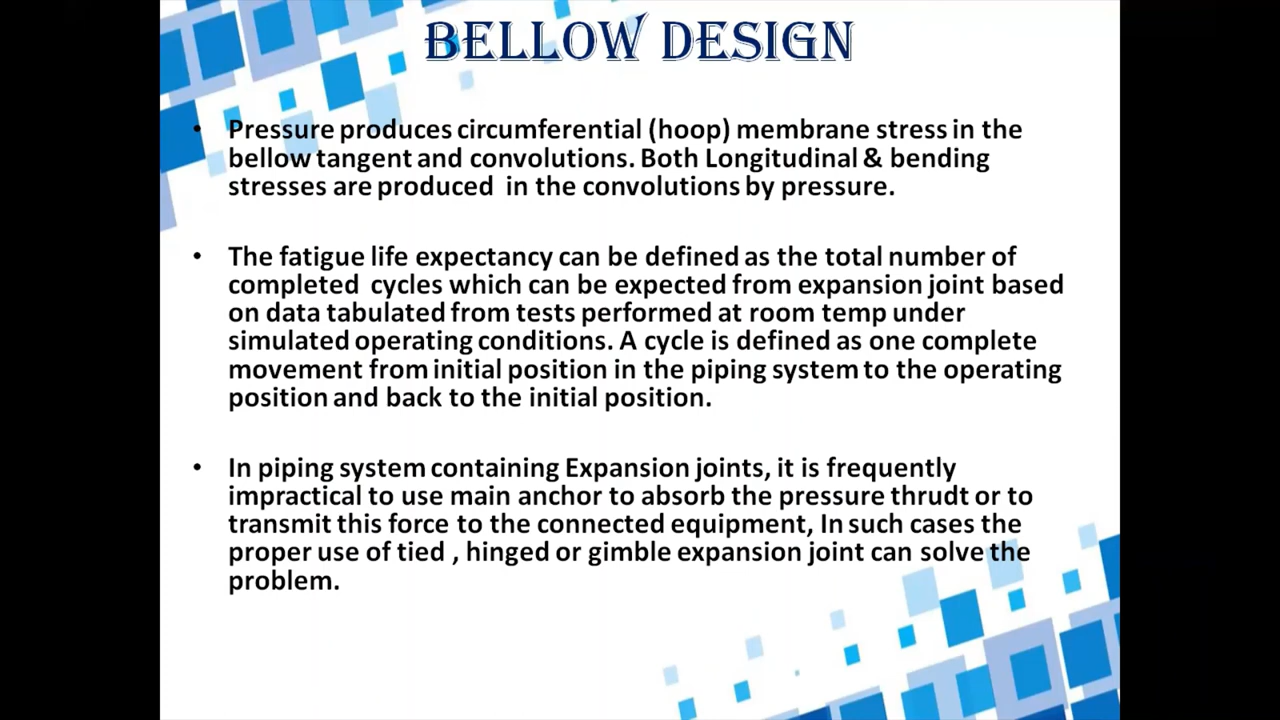 BELLOW DESIGN
• Pressure produces circumferential (hoop) membrane stress in the
bellow tangent and convolutions. Both Longitudinal & bending
stresses are produced in the convolutions by pressure.
• The fatigue life expectancy can be defined as the total number of
completed cycles which can be expected from expansion joint based
on data tabulated from tests performed at room temp under
simulated operating conditions. A cycle is defined as one complete
movement from initial position in the piping system to the operating
position and back to the initial position.
• In piping system containing Expansion joints, it is frequently
impractical to use main anchor to absorb the pressure thrudt or to
transmit this force to the connected equipment, In such cases the
proper use of tied , hinged or gimble expansion joint can solve the
problem.